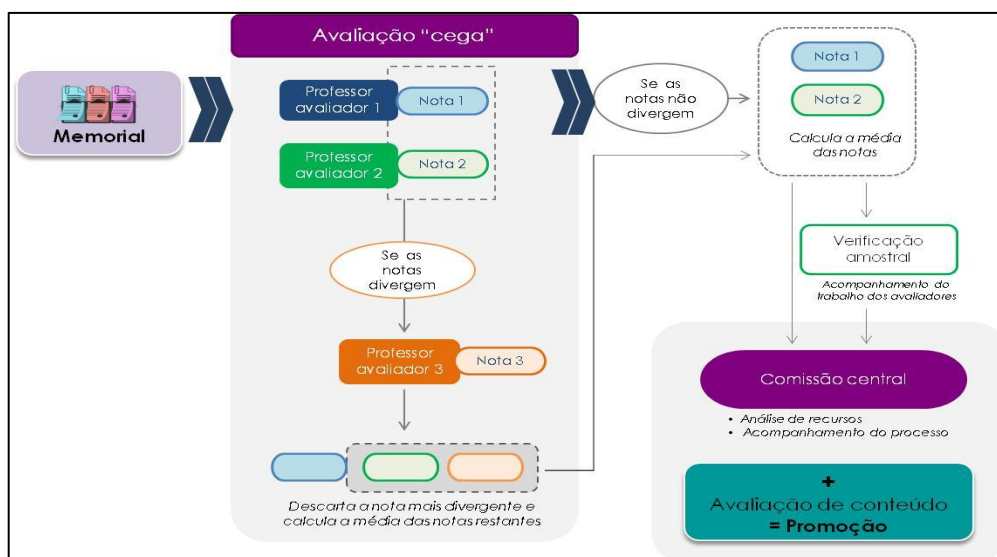 Avaliação “cega”
Memorial
Professor
avaliador 1
Nota 1
Professor
avaliador 2
Nota 2
Se as
notas
divergem
Professor
avaliador 3
Nota 3
Descarta a nota mais divergente e
calcula a média das notas restantes
Se as
notas não
divergem
Nota 1
Nota 2
Calcula a média
das notas
Verificação
amostral
Acompanhamento do
trabalho dos avaliadores
Comissão central
• Análise de recursos
• Acompanhamento do processo
+
Avaliação de conteúdo
= Promoção